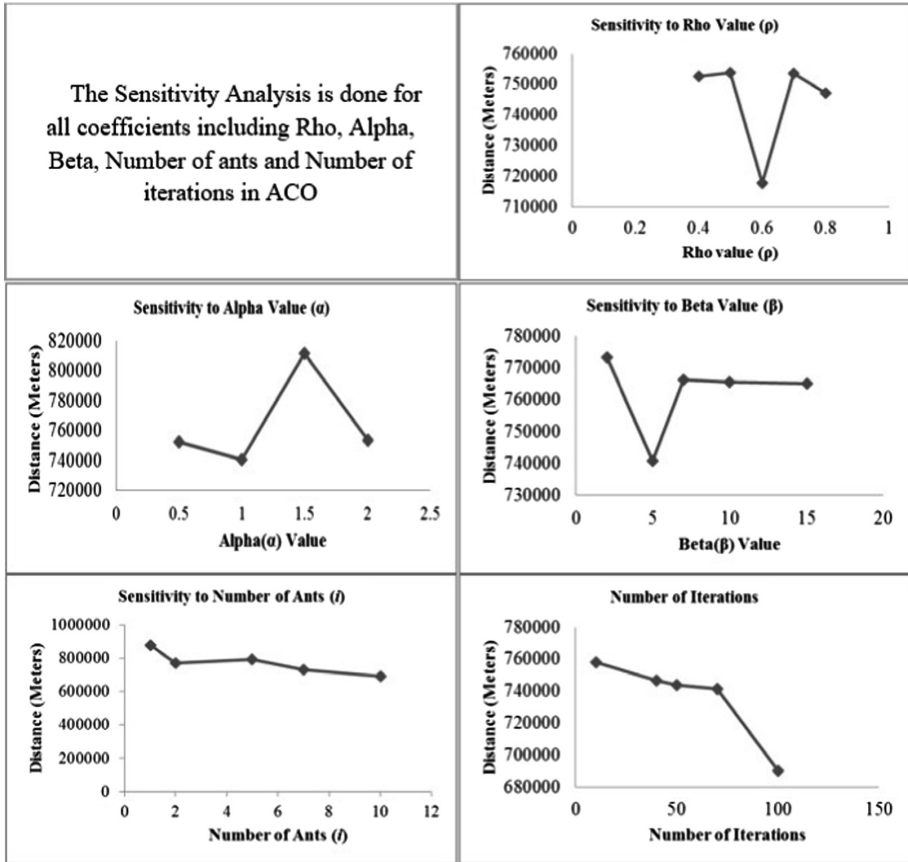 The Sensitivity Analysis is done for
all coefficients including Rho, Alpha,
Beta, Number of ants and Number of
iterations in ACO
Sensitivity to Rho Value (ρ)
Distance (Meters)
760000
750000
740000
730000
720000
710000
0 0.2 0.4 0.6 0.8 1
Rho value (ρ)
Sensitivity to Alpha Value (α)
Distance (Meters)
820000
800000
780000
760000
740000
720000
0 0.5 1 1.5 2 2.5
Alpha(α) Value
Sensitivity to Beta Value (β)
Distance (Meters)
780000
770000
760000
750000
740000
730000
0 5 10 15 20
Beta(β) Value
Sensitivity to Number of Ants (i)
Distance (Meters)
1000000
800000
600000
400000
200000
0
0 2 4 6 8 10 12
Number of Ants (i)
Number of Iterations
Distance (Meters)
780000
760000
740000
720000
700000
680000
0 50 100 150
Number of Iterations